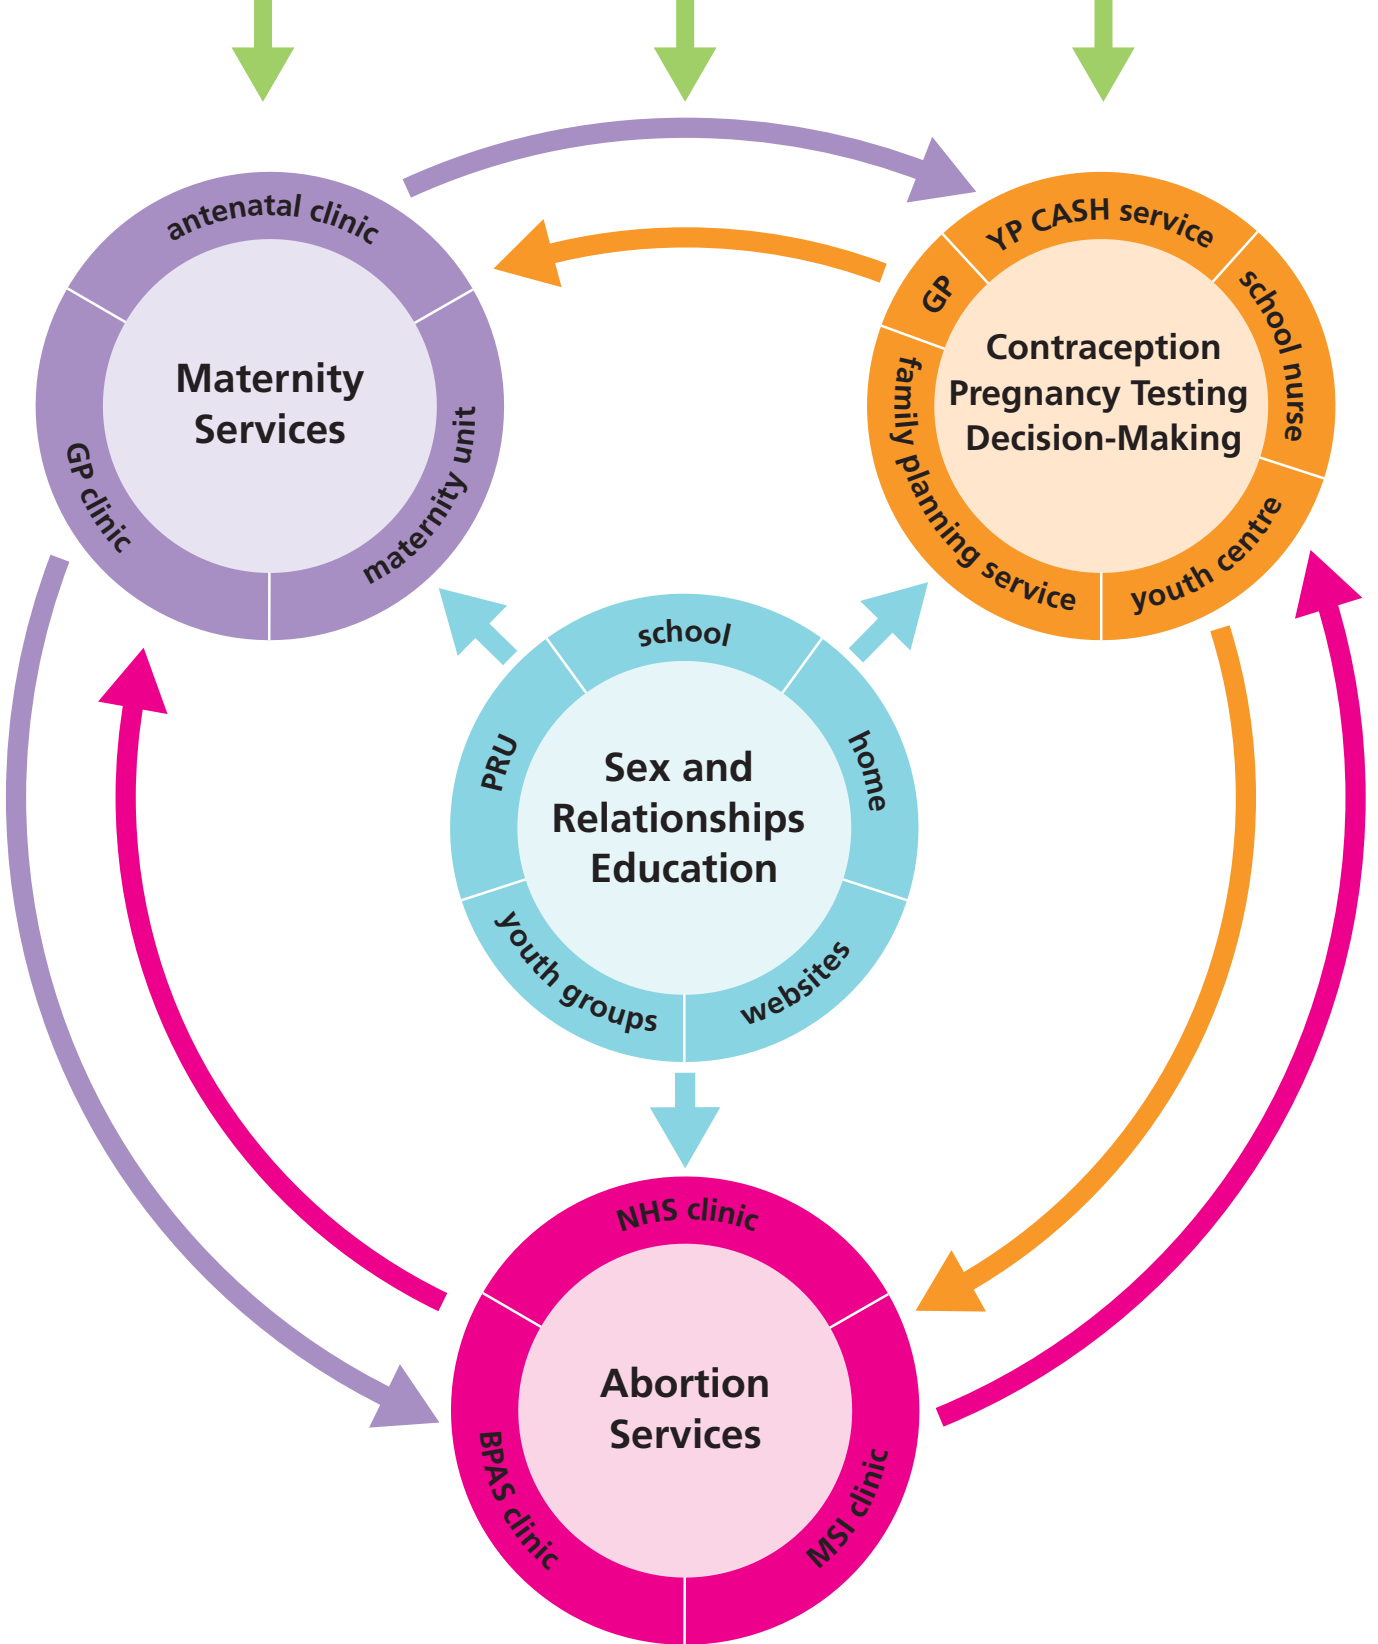 antenatal clinic
GP clinic
maternity unit
Maternity
Services
YP CASH service
GP
school nurse
family planning service
youth centre
Contraception
Pregnancy Testing
Decision-Making
school
PRU
home
youth groups
websites
Sex and
Relationships
Education
NHS clinic
BPAS clinic
MSI clinic
Abortion
Services